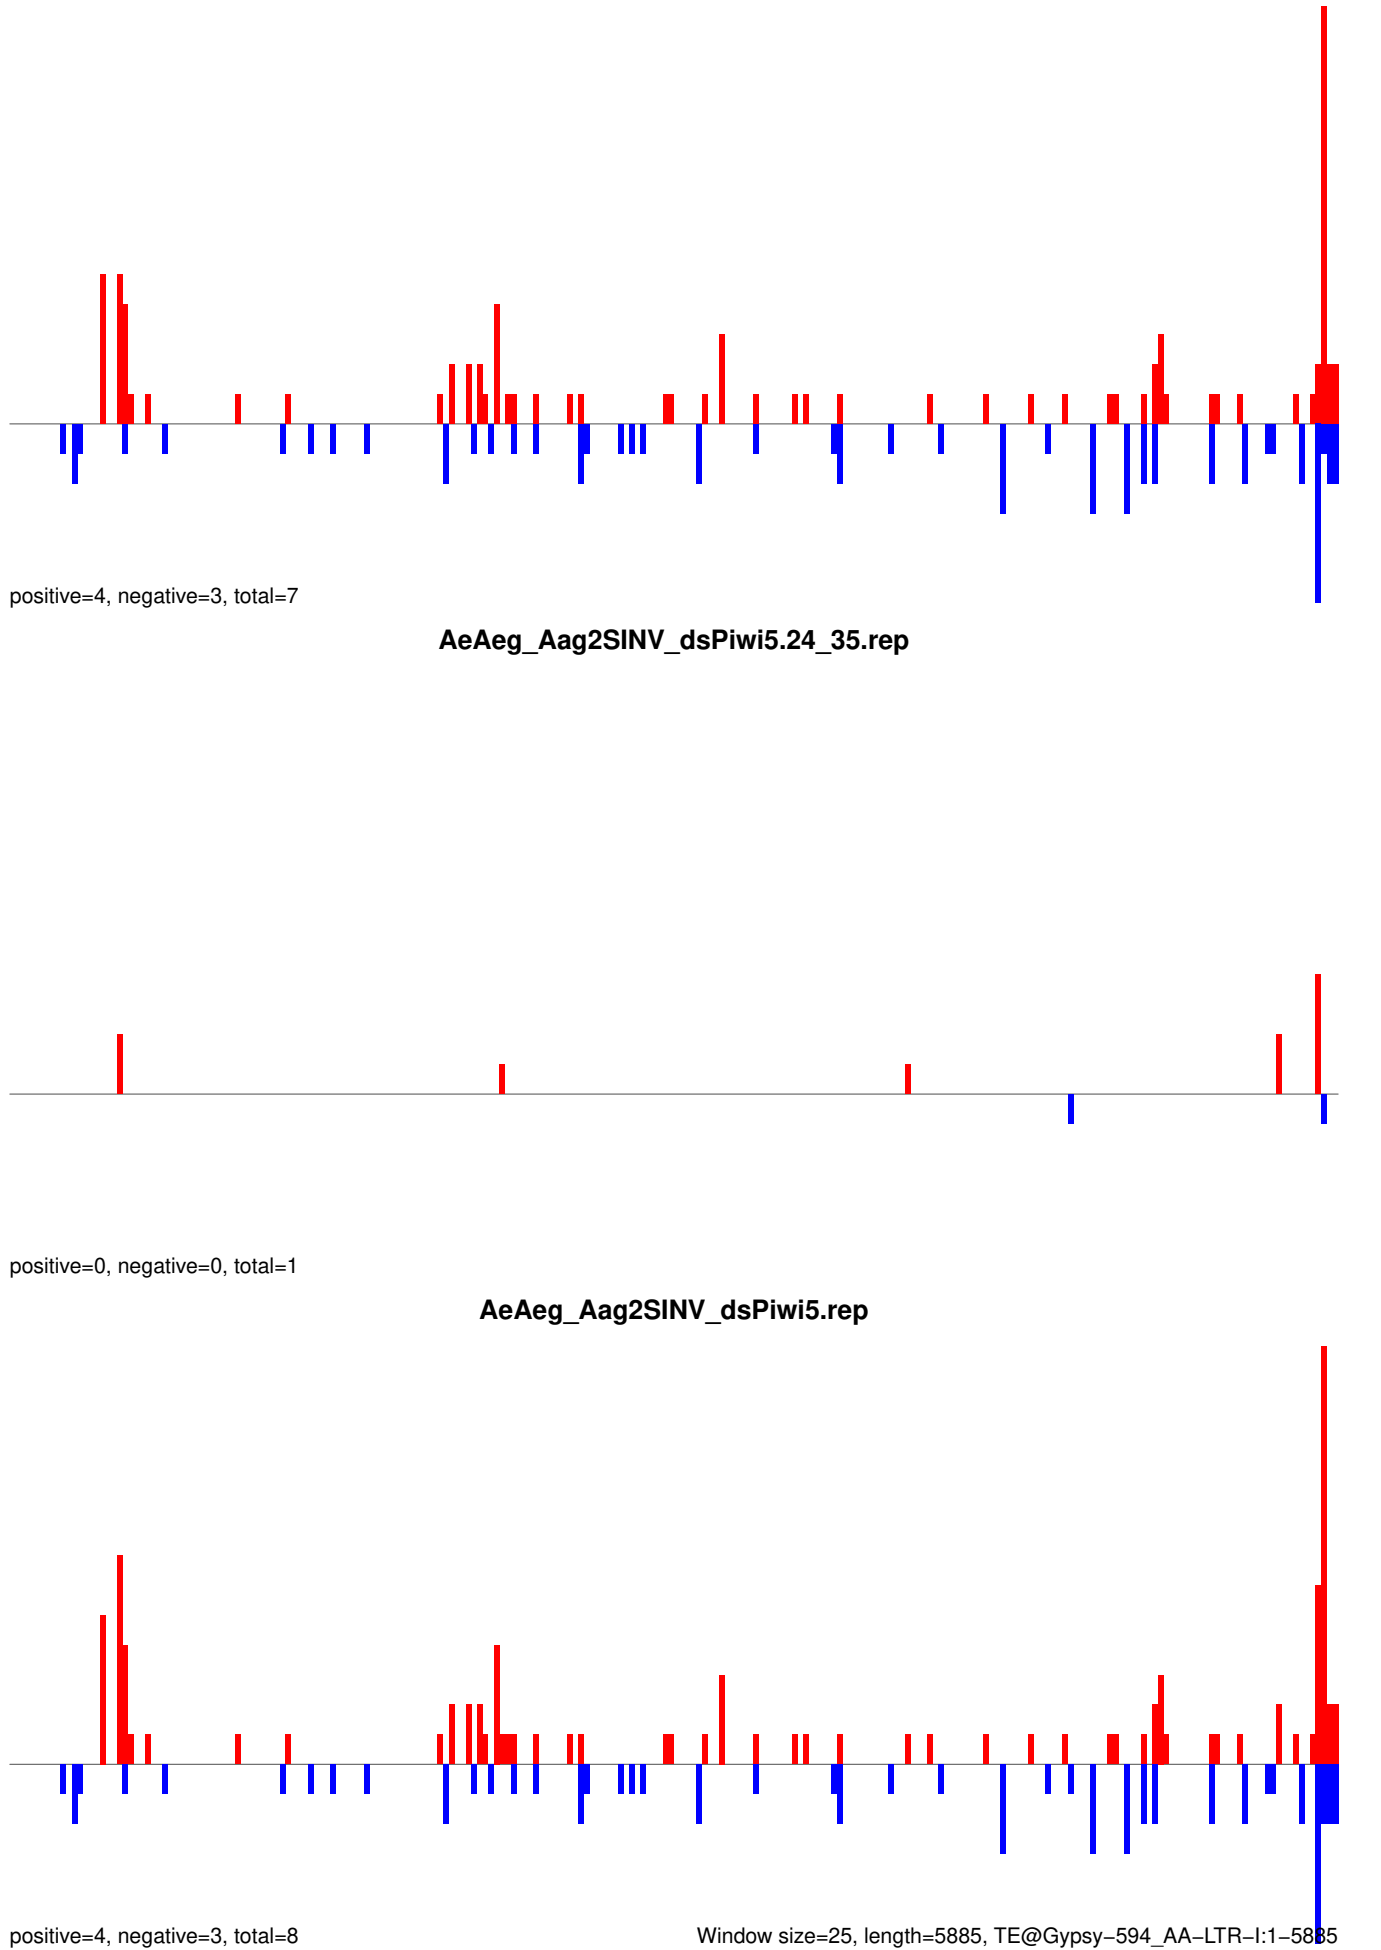 positive=4, negative=3, total=7
AeAeg_Aag2SINV_dsPiwi5.24_35.rep
positive=0, negative=0, total=1
AeAeg_Aag2SINV_dsPiwi5.rep
positive=4, negative=3, total=8
Window size=25, length=5885, TE@Gypsy−594_AA−LTR−I:1−5885